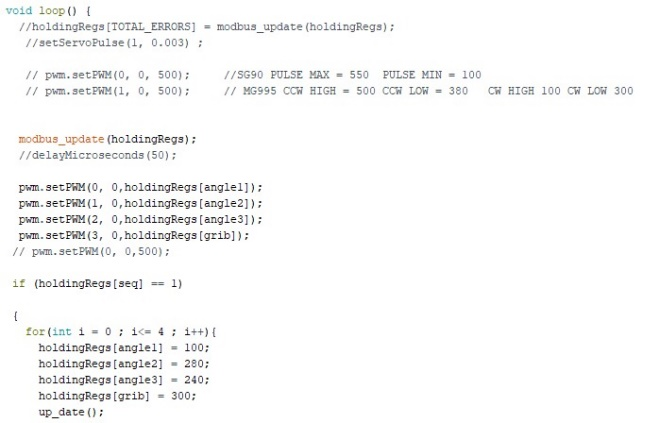 void loop() {
//holdingRegs[TOTAL_ERRORS] = modbus_update(holdingRegs);
//setServoPulse(1, 0.003) ;
// pwm.setPWM(0, 0, 500); //SG90 PULSE MAX = 550 PULSE MIN = 100
// pwm.setPWM(1, 0, 500); // MG995 CCW HIGH = 500 CCW LOW = 380 CW HIGH 100 CW LOW 300
modbus_update(holdingRegs);
//delayMicroseconds(50);
pwm.setPWM(0, 0,holdingRegs[angle1]);
pwm.setPWM(1, 0,holdingRegs[angle2]);
pwm.setPWM(2, 0,holdingRegs[angle3]);
pwm.setPWM(3, 0,holdingRegs[grib]);
// pwm.setPWM(0, 0,500);
if (holdingRegs[seq] == 1)
{
for(int i = 0 ; i<= 4 ; i++){
holdingRegs[angle1] = 100;
holdingRegs[angle2] = 280;
holdingRegs[angle3] = 240;
holdingRegs[grib] = 300;
up_date();